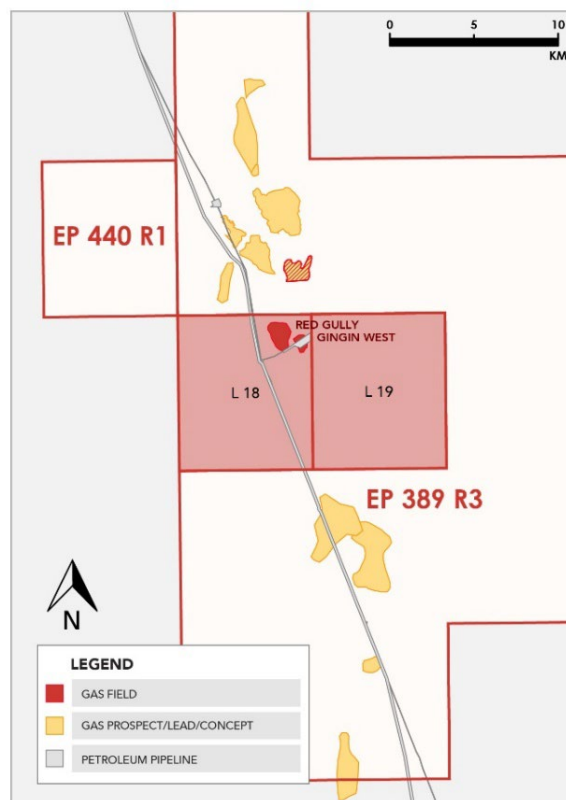 0 5 10
KM
EP 440 R1
RED GULLY
GINGIN WEST
L 18
L 19
EP 389 R3
N
LEGEND
GAS FIELD
GAS PROSPECT/LEAD/CONCEPT
PETROLEUM PIPELINE